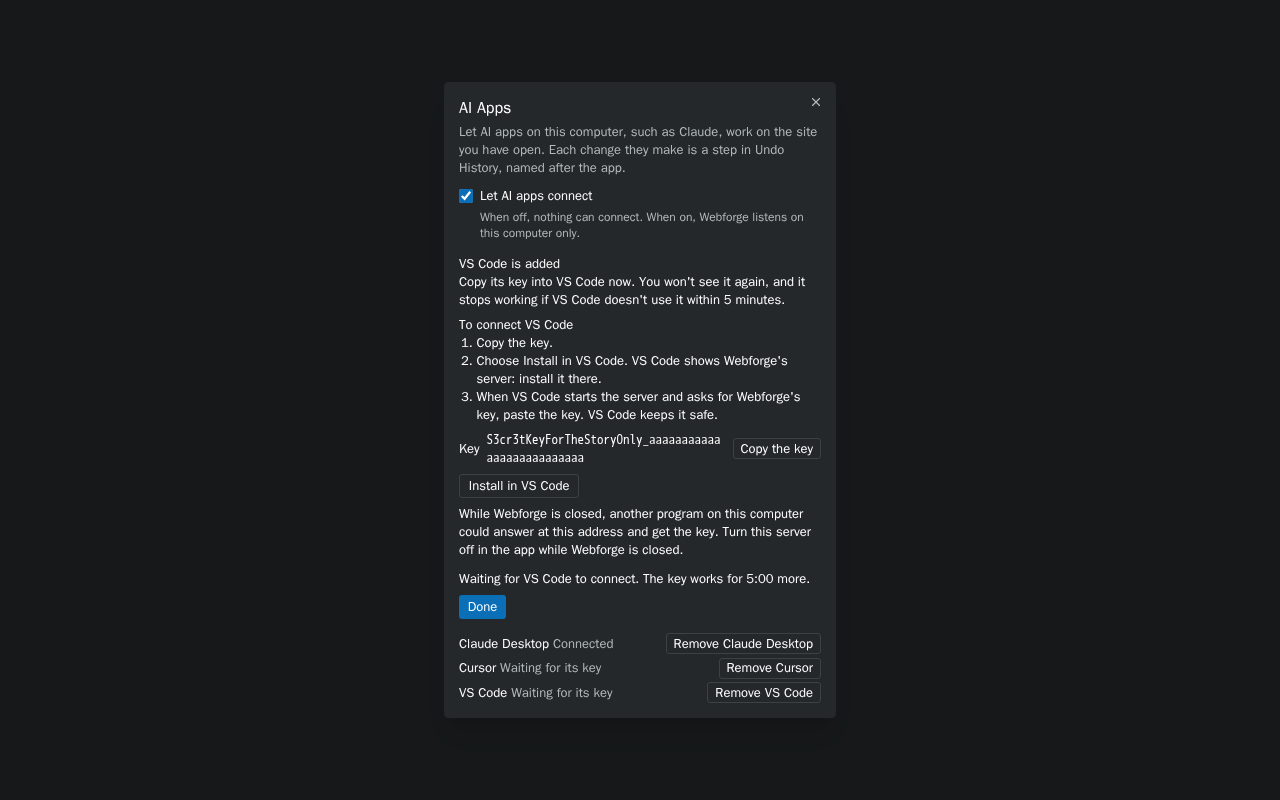 AI Apps
Let AI apps on this computer, such as Claude, work on the site
you have open. Each change they make is a step in Undo
History, named after the app.
Let AI apps connect
When off, nothing can connect. When on, Webforge listens on
this computer only.
VS Code is added
Copy its key into VS Code now. You won't see it again, and it
stops working if VS Code doesn't use it within 5 minutes.
To connect VS Code
1. Copy the key.
2. Choose Install in VS Code. VS Code shows Webforge's
server: install it there.
3. When VS Code starts the server and asks for Webforge's
key, paste the key. VS Code keeps it safe.
Key S3cr3tKeyForTheStoryOnly_aaaaaaaaaaa
aaaaaaaaaaaaaaa
Copy the key
Install in VS Code
While Webforge is closed, another program on this computer
could answer at this address and get the key. Turn this server
off in the app while Webforge is closed.
Waiting for VS Code to connect. The key works for 5:00 more.
Done
Claude Desktop Connected Remove Claude Desktop
Cursor Waiting for its key Remove Cursor
VS Code Waiting for its key Remove VS Code